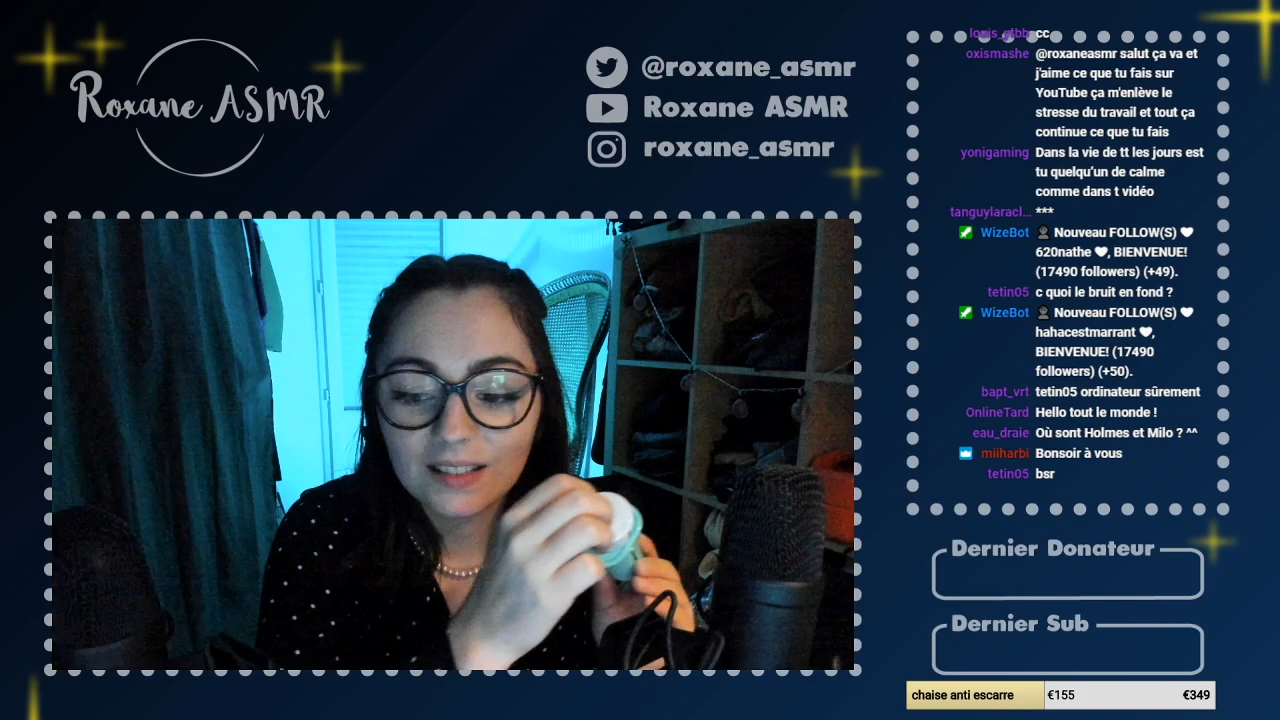 Roxane ASMR
@roxane_asmr
Roxane ASMR
roxane_asmr
cc
oxismashe @roxaneasmr salut ça va et
j'aime ce que tu fais sur
YouTube ça m'enlève le
stresse du travail et tout ça
continue ce que tu fais
yonigaming Dans la vie de tt les jours est
tu quelqu'un de calme
comme dans t vidéo
tanguylaracl... ***
WizeBot Nouveau FOLLOW(S)
620nathe , BIENVENUE!
(17490 followers) (+49).
tetin05 c quoi le bruit en fond ?
WizeBot Nouveau FOLLOW(S)
hahacestmarrant ,
BIENVENUE! (17490
followers) (+50).
bapt_vrt tetin05 ordinateur sûrement
OnlineTard Hello tout le monde !
eau_draie Où sont Holmes et Milo ? ^^
miiharbi Bonsoir à vous
tetin05 bsr
Dernier Donateur
Dernier Sub
chaise anti escarre €155 €349